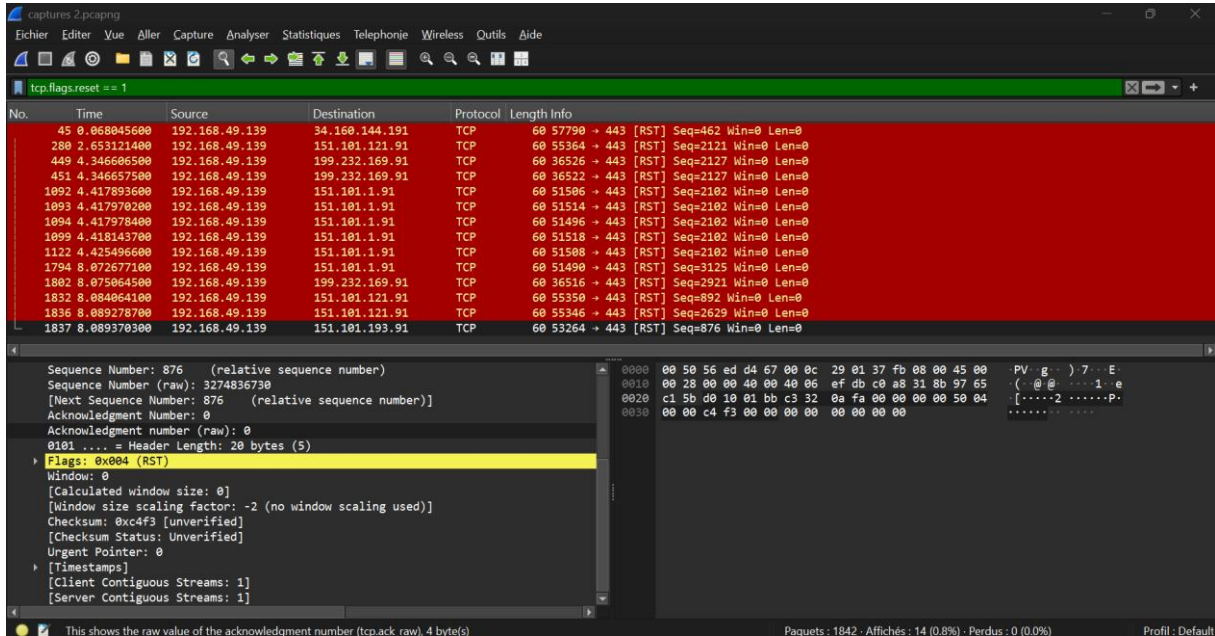 captures 2.pcapng
Fichier Editer Vue Aller Capture Analyser Statistiques Telephonie Wireless Outils Aide
tcp.flags.reset == 1
No. Time Source Destination Protocol Length Info
45 0.068045600 192.168.49.139 34.160.144.191 TCP 60 57790 → 443 [RST] Seq=462 Win=0 Len=0
280 2.653121400 192.168.49.139 151.101.121.91 TCP 60 55364 → 443 [RST] Seq=2121 Win=0 Len=0
449 4.346606500 192.168.49.139 199.232.169.91 TCP 60 36526 → 443 [RST] Seq=2127 Win=0 Len=0
451 4.346657500 192.168.49.139 199.232.169.91 TCP 60 36522 → 443 [RST] Seq=2127 Win=0 Len=0
1092 4.417893600 192.168.49.139 151.101.1.91 TCP 60 51506 → 443 [RST] Seq=2102 Win=0 Len=0
1093 4.417970200 192.168.49.139 151.101.1.91 TCP 60 51514 → 443 [RST] Seq=2102 Win=0 Len=0
1094 4.417978400 192.168.49.139 151.101.1.91 TCP 60 51496 → 443 [RST] Seq=2102 Win=0 Len=0
1099 4.418143700 192.168.49.139 151.101.1.91 TCP 60 51518 → 443 [RST] Seq=2102 Win=0 Len=0
1122 4.425496600 192.168.49.139 151.101.1.91 TCP 60 51508 → 443 [RST] Seq=2102 Win=0 Len=0
1794 8.072677100 192.168.49.139 151.101.1.91 TCP 60 51490 → 443 [RST] Seq=3125 Win=0 Len=0
1802 8.075064500 192.168.49.139 199.232.169.91 TCP 60 36516 → 443 [RST] Seq=2921 Win=0 Len=0
1832 8.084064100 192.168.49.139 151.101.121.91 TCP 60 55350 → 443 [RST] Seq=892 Win=0 Len=0
1836 8.089278700 192.168.49.139 151.101.121.91 TCP 60 55346 → 443 [RST] Seq=2629 Win=0 Len=0
1837 8.089370300 192.168.49.139 151.101.193.91 TCP 60 53264 → 443 [RST] Seq=876 Win=0 Len=0
Sequence Number: 876 (relative sequence number)
Sequence Number (raw): 3274836730
[Next Sequence Number: 876 (relative sequence number)]
Acknowledgment Number: 0
Acknowledgment number (raw): 0
0101 .... = Header Length: 20 bytes (5)
Flags: 0x004 (RST)
Window: 0
[Calculated window size: 0]
[Window size scaling factor: -2 (no window scaling used)]
Checksum: 0xc4f3 [unverified]
[Checksum Status: Unverified]
Urgent Pointer: 0
[Timestamps]
[Client Contiguous Streams: 1]
[Server Contiguous Streams: 1]
0000 00 50 56 ed d4 67 00 0c 29 01 37 fb 08 00 45 00 ·PV··g·· )·7···E·
0010 00 28 00 00 40 00 40 06 ef db c0 a8 31 8b 97 65 ·(··@·@· ····1··e
0020 c1 5b d0 10 01 bb c3 32 0a fa 00 00 00 00 50 04 ·[·····2 ······P·
0030 00 00 c4 f3 00 00 00 00 00 00 00 00 ········ ····
This shows the raw value of the acknowledgment number (tcp.ack_raw), 4 byte(s)
Paquets : 1842 · Affichés : 14 (0.8%) · Perdus : 0 (0.0%)
Profil : Default